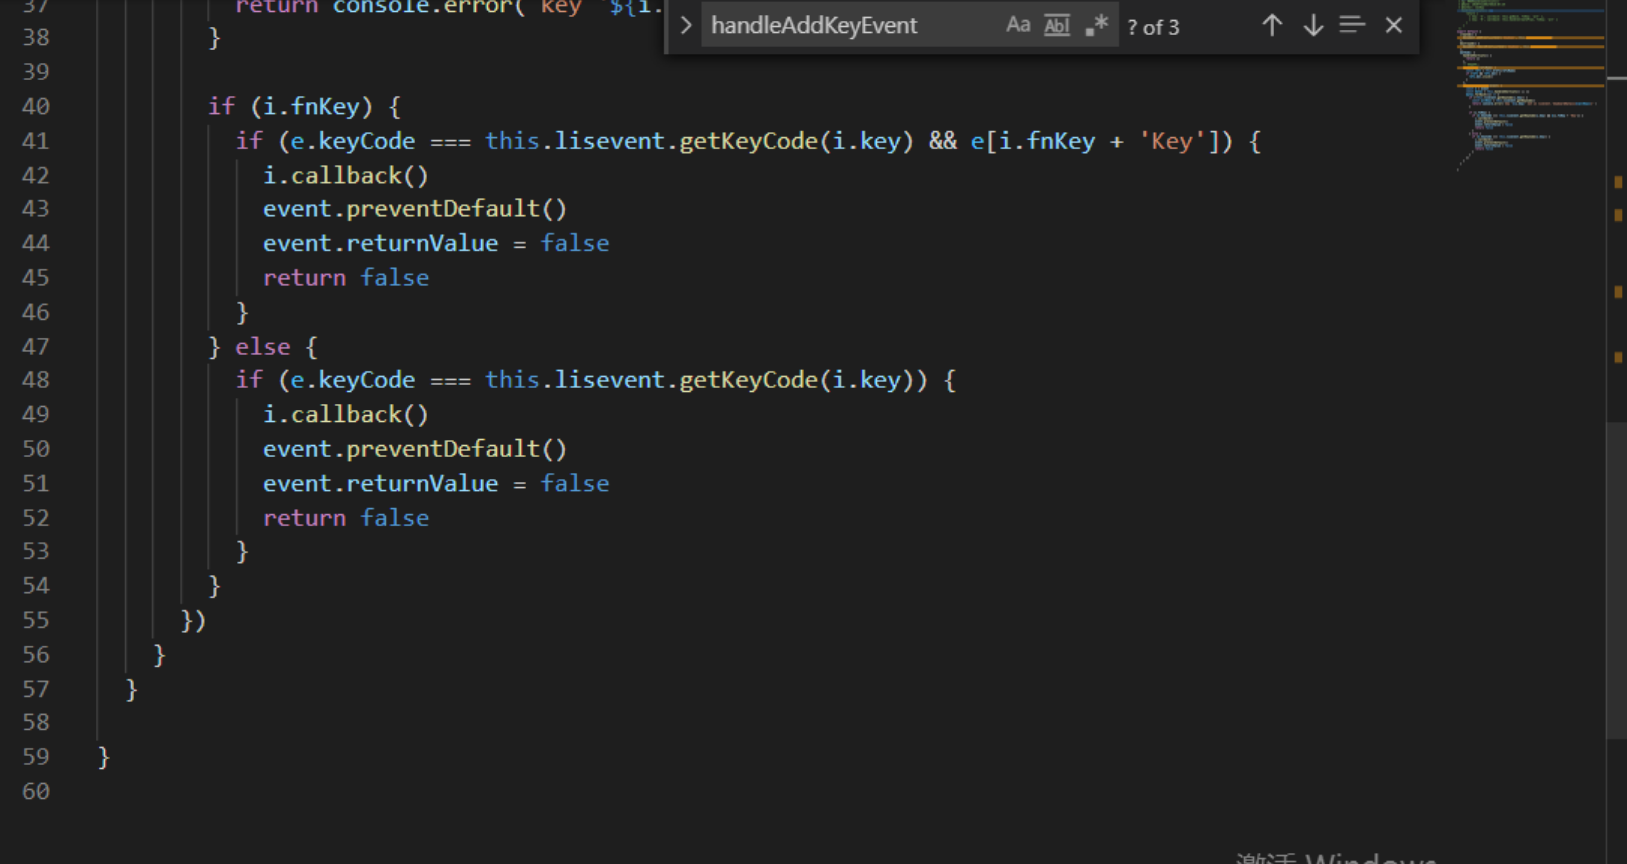 37 return console.error(`key `${i.
handleAddKeyEvent Aa Abl .* ? of 3
38 }
39
40 if (i.fnKey) {
41 if (e.keyCode === this.lisevent.getKeyCode(i.key) && e[i.fnKey + 'Key']) {
42 i.callback()
43 event.preventDefault()
44 event.returnValue = false
45 return false
46 }
47 } else {
48 if (e.keyCode === this.lisevent.getKeyCode(i.key)) {
49 i.callback()
50 event.preventDefault()
51 event.returnValue = false
52 return false
53 }
54 }
55 })
56 }
57 }
58
59 }
60
激活 Windows